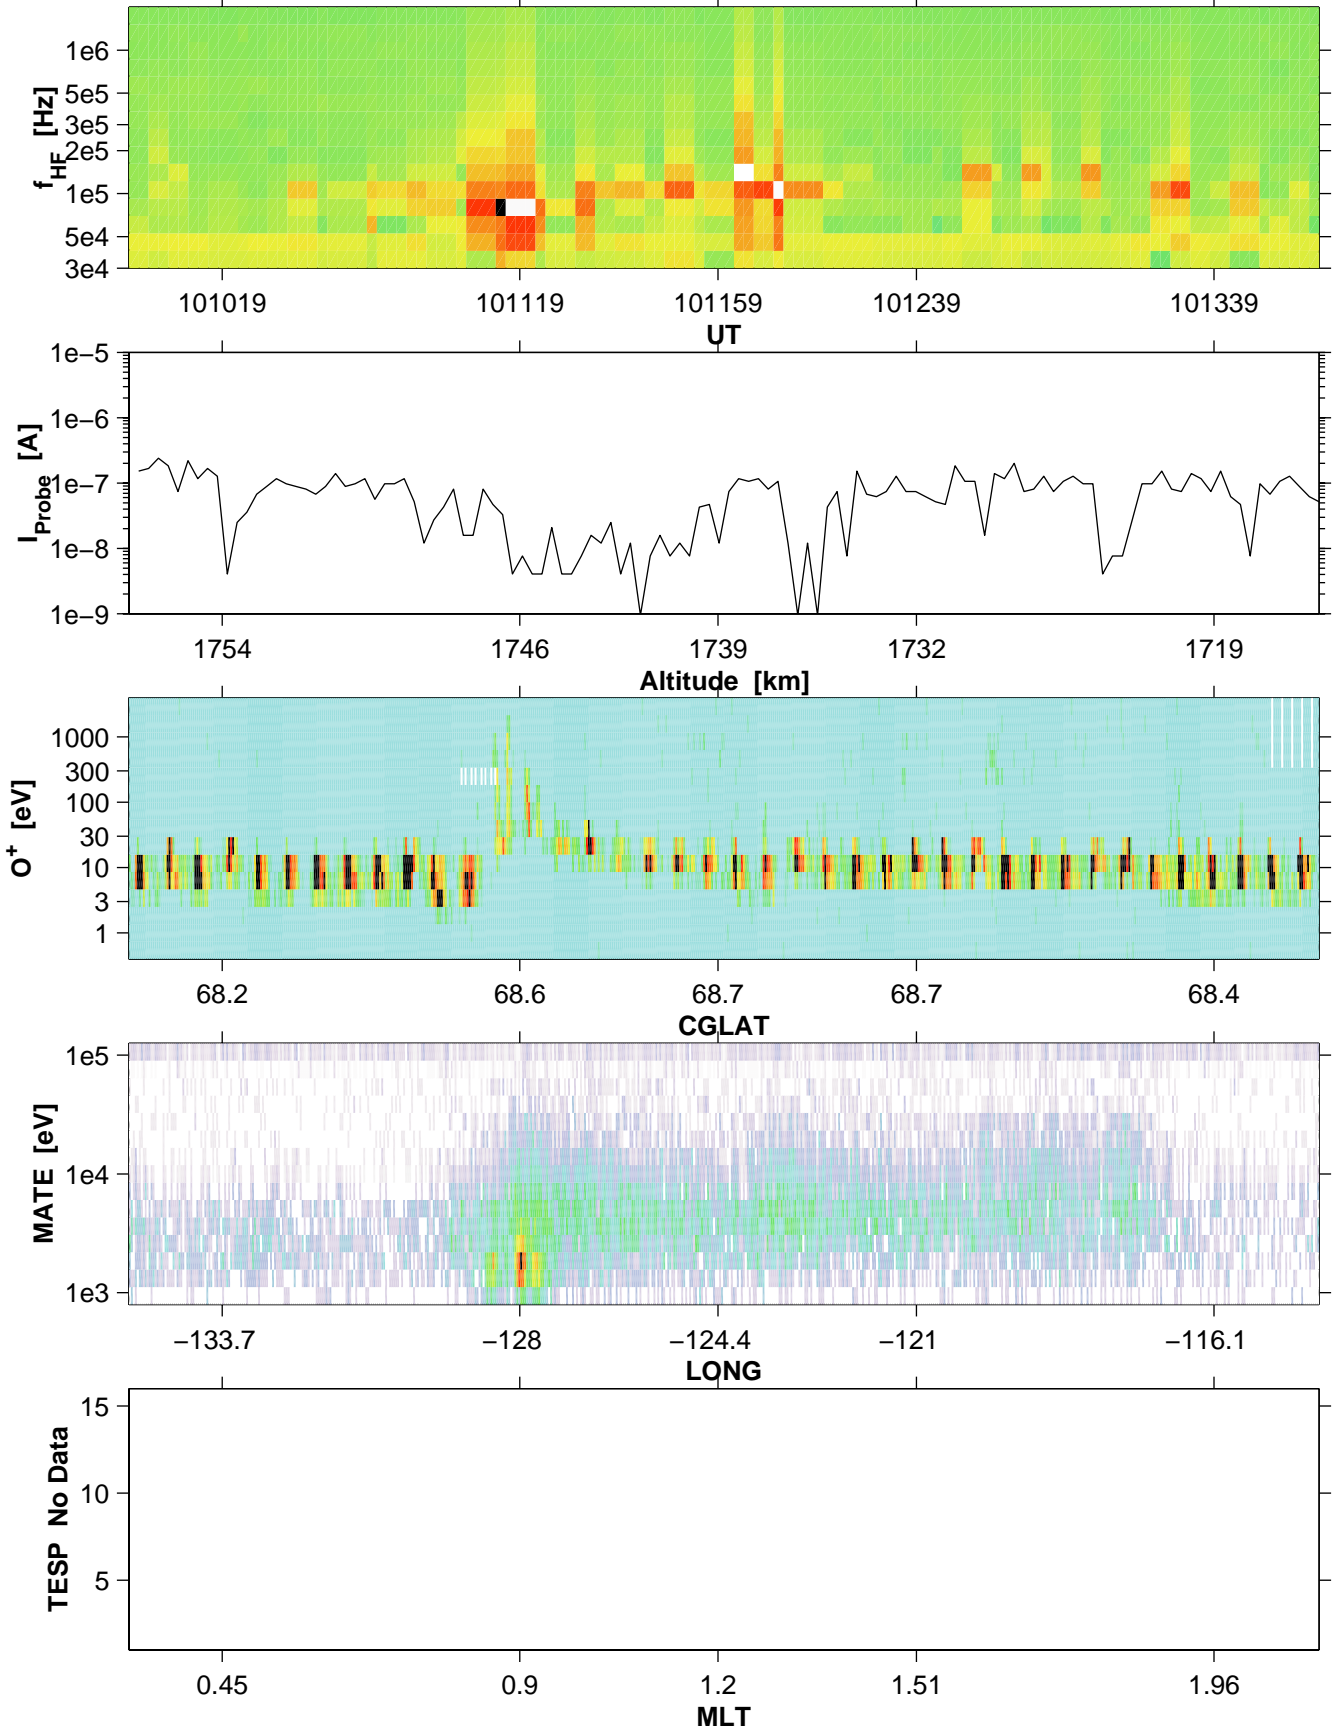 f_HF [Hz]
1e6
5e5
3e5
2e5
1e5
5e4
3e4
101019 101119 101159 101239 101339
UT
I_Probe [A]
1e−5
1e−6
1e−7
1e−8
1e−9
1754 1746 1739 1732 1719
Altitude [km]
O+ [eV]
1000
300
100
30
10
3
1
68.2 68.6 68.7 68.7 68.4
CGLAT
MATE [eV]
1e5
1e4
1e3
−133.7 −128 −124.4 −121 −116.1
LONG
TESP No Data
15
10
5
0.45 0.9 1.2 1.51 1.96
MLT